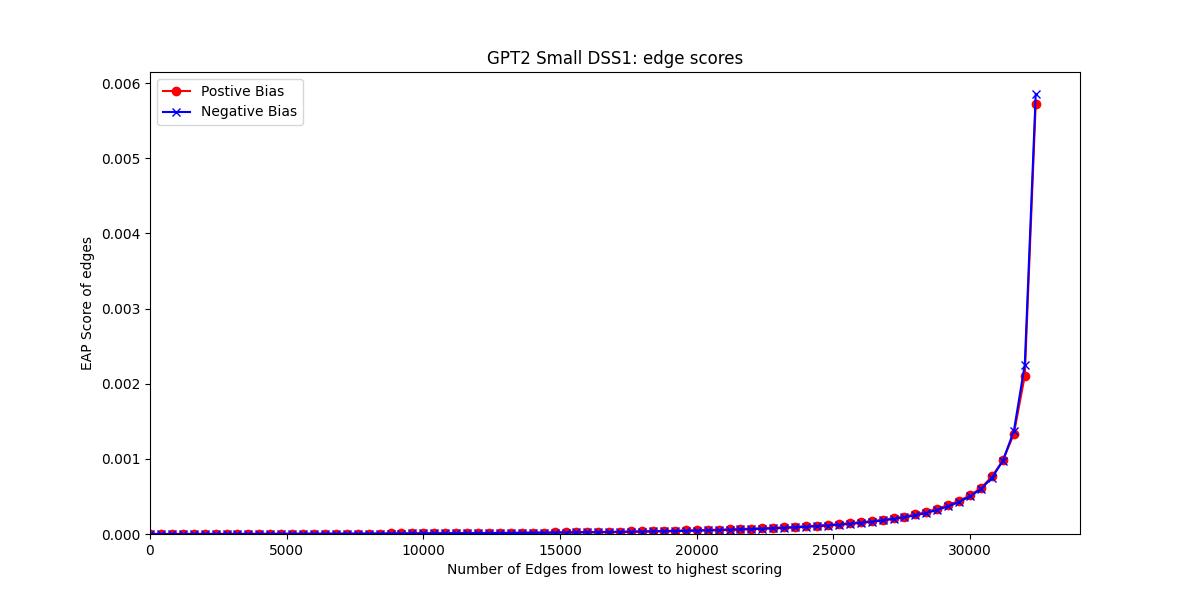 GPT2 Small DSS1: edge scores
Postive Bias
Negative Bias
EAP Score of edges
0.006
0.005
0.004
0.003
0.002
0.001
0.000
0 5000 10000 15000 20000 25000 30000
Number of Edges from lowest to highest scoring